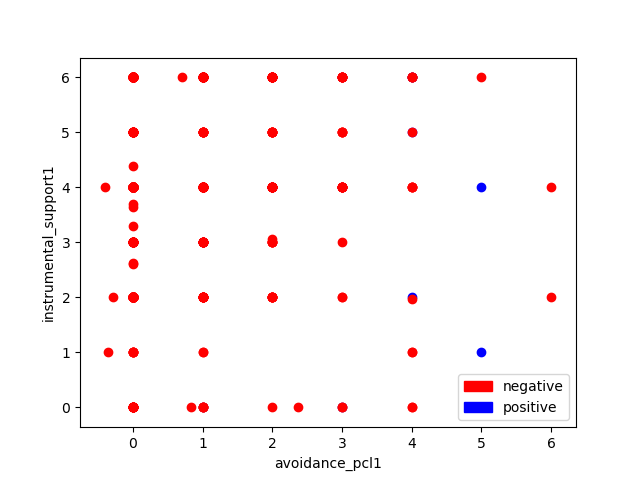 6
5
4
3
2
1
0
instrumental_support1
negative
positive
0 1 2 3 4 5 6
avoidance_pcl1